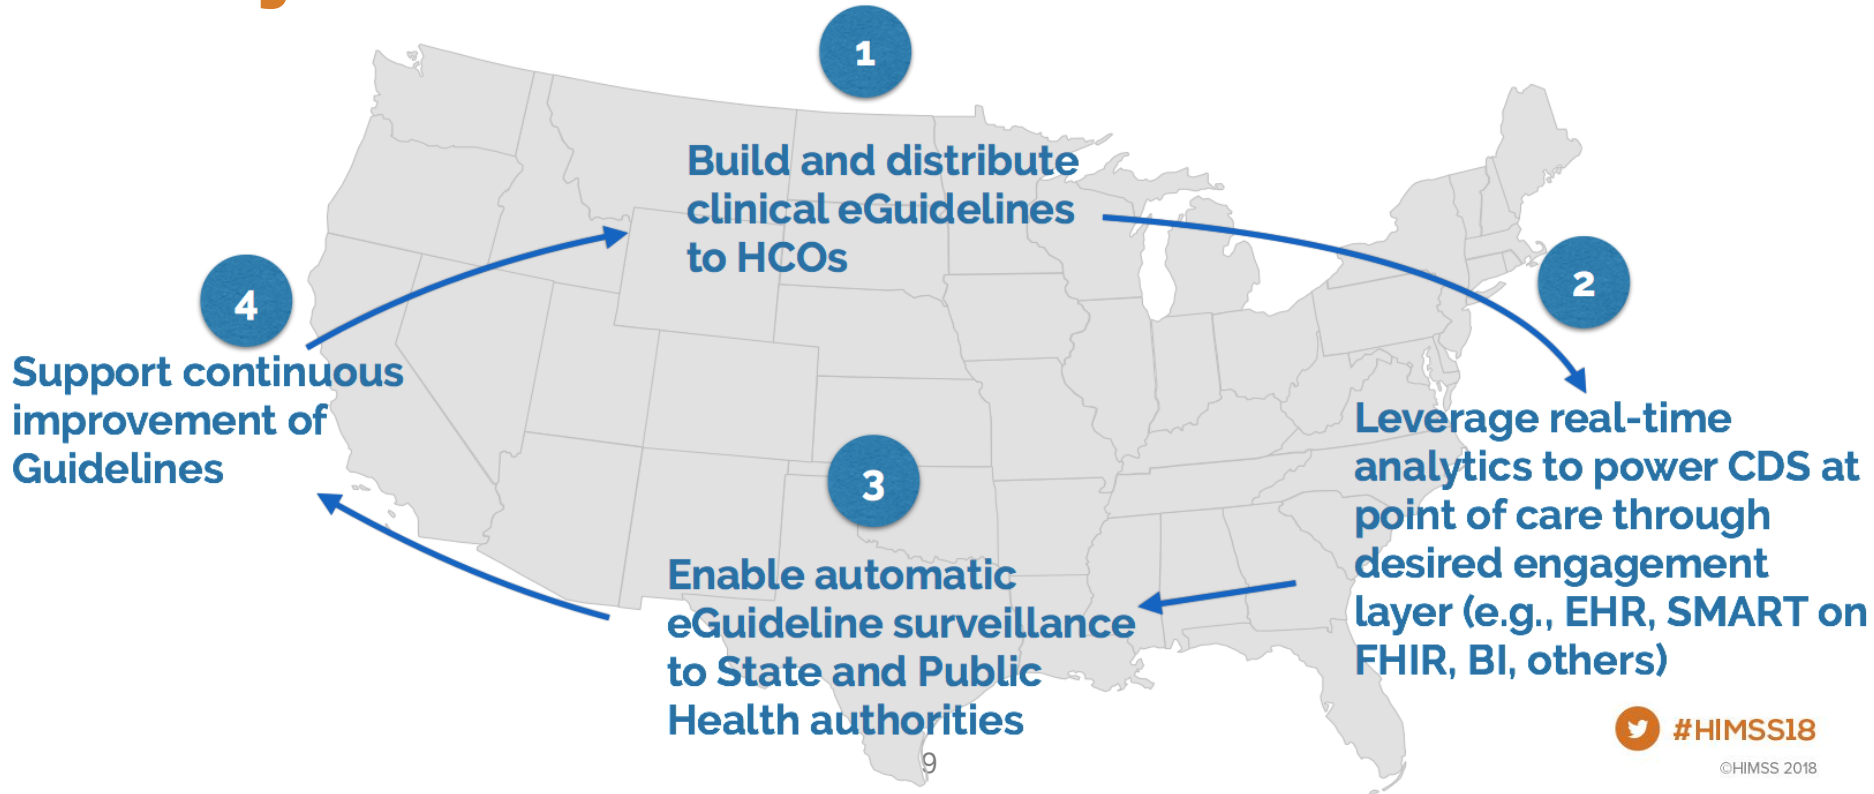 1
Build and distribute
clinical eGuidelines
to HCOs
2
Leverage real-time
analytics to power CDS at
point of care through
desired engagement
layer (e.g., EHR, SMART on
FHIR, BI, others)
3
Enable automatic
eGuideline surveillance
to State and Public
Health authorities
4
Support continuous
improvement of
Guidelines
9
#HIMSS18
©HIMSS 2018